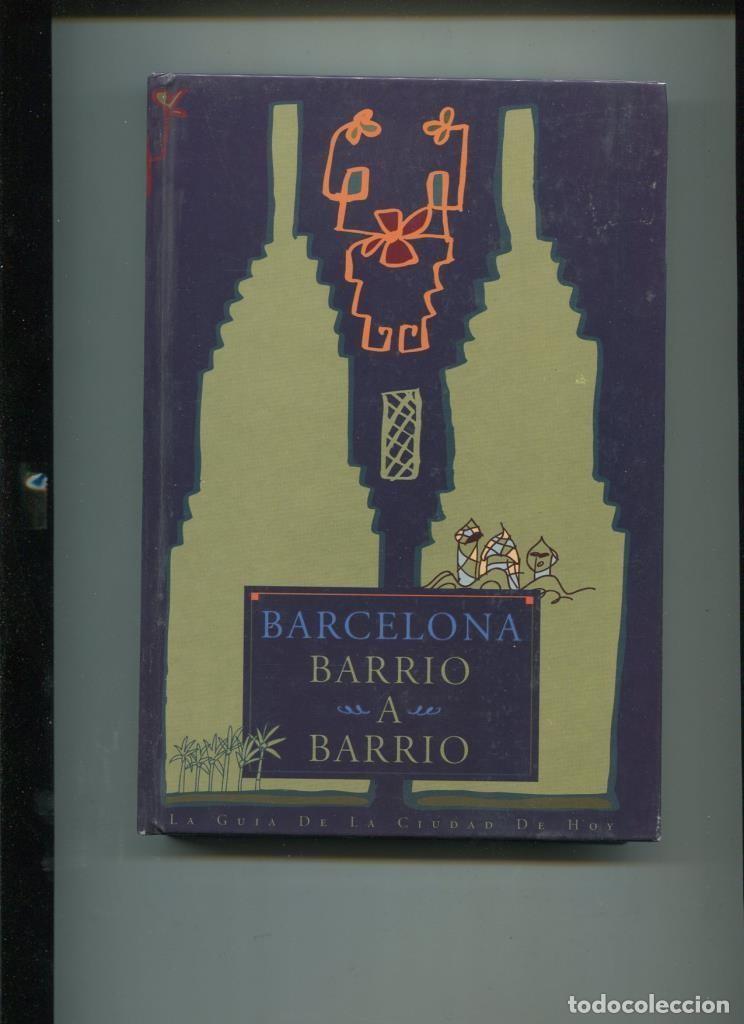 BARCELONA
BARRIO
A
BARRIO
LA GUIA DE LA CIUDAD DE HOY
todocoleccion